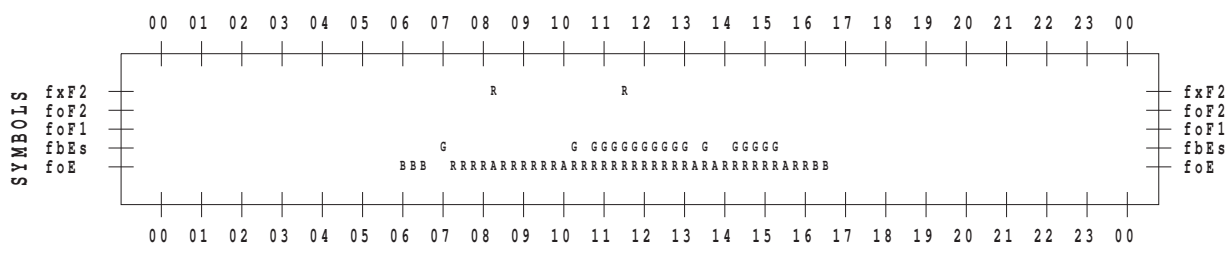 00 01 02 03 04 05 06 07 08 09 10 11 12 13 14 15 16 17 18 19 20 21 22 23 00
SYMBOLS
fxF2 R R fxF2
foF2 foF2
foF1 foF1
fbEs G G GGGGGGGGGG G GGGGG fbEs
foE BBB RRRRARRRRRRARRRRRRRRRRRRARARRRRRRARRBB foE
00 01 02 03 04 05 06 07 08 09 10 11 12 13 14 15 16 17 18 19 20 21 22 23 00